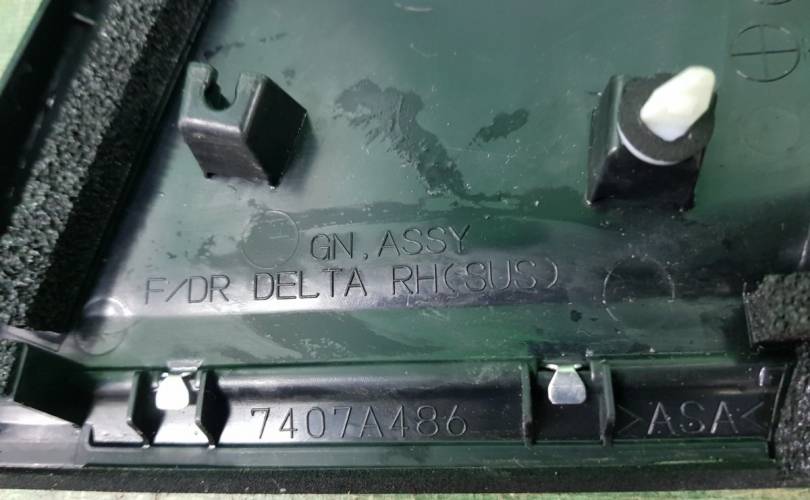 GN, ASSY
F/DR DELTA RH(SUS)
7407A486
>ASA<